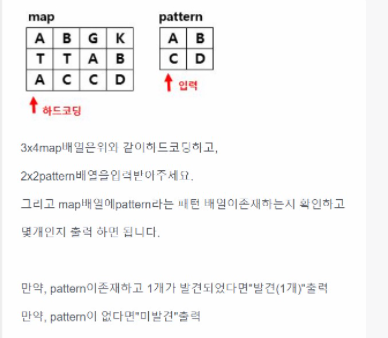 map pattern
A B G K A B
T T A B C D
A C C D
입력
하드코딩
3x4map배열은위와 같이하드코딩하고,
2x2pattern배열을입력받아주세요.
그리고 map배열에pattern라는 패턴 배열이존재하는지 확인하고
몇개인지 출력 하면 됩니다.
만약, pattern이존재하고 1개가 발견되었다면"발견(1개)"출력
만약, pattern이 없다면"미발견"출력